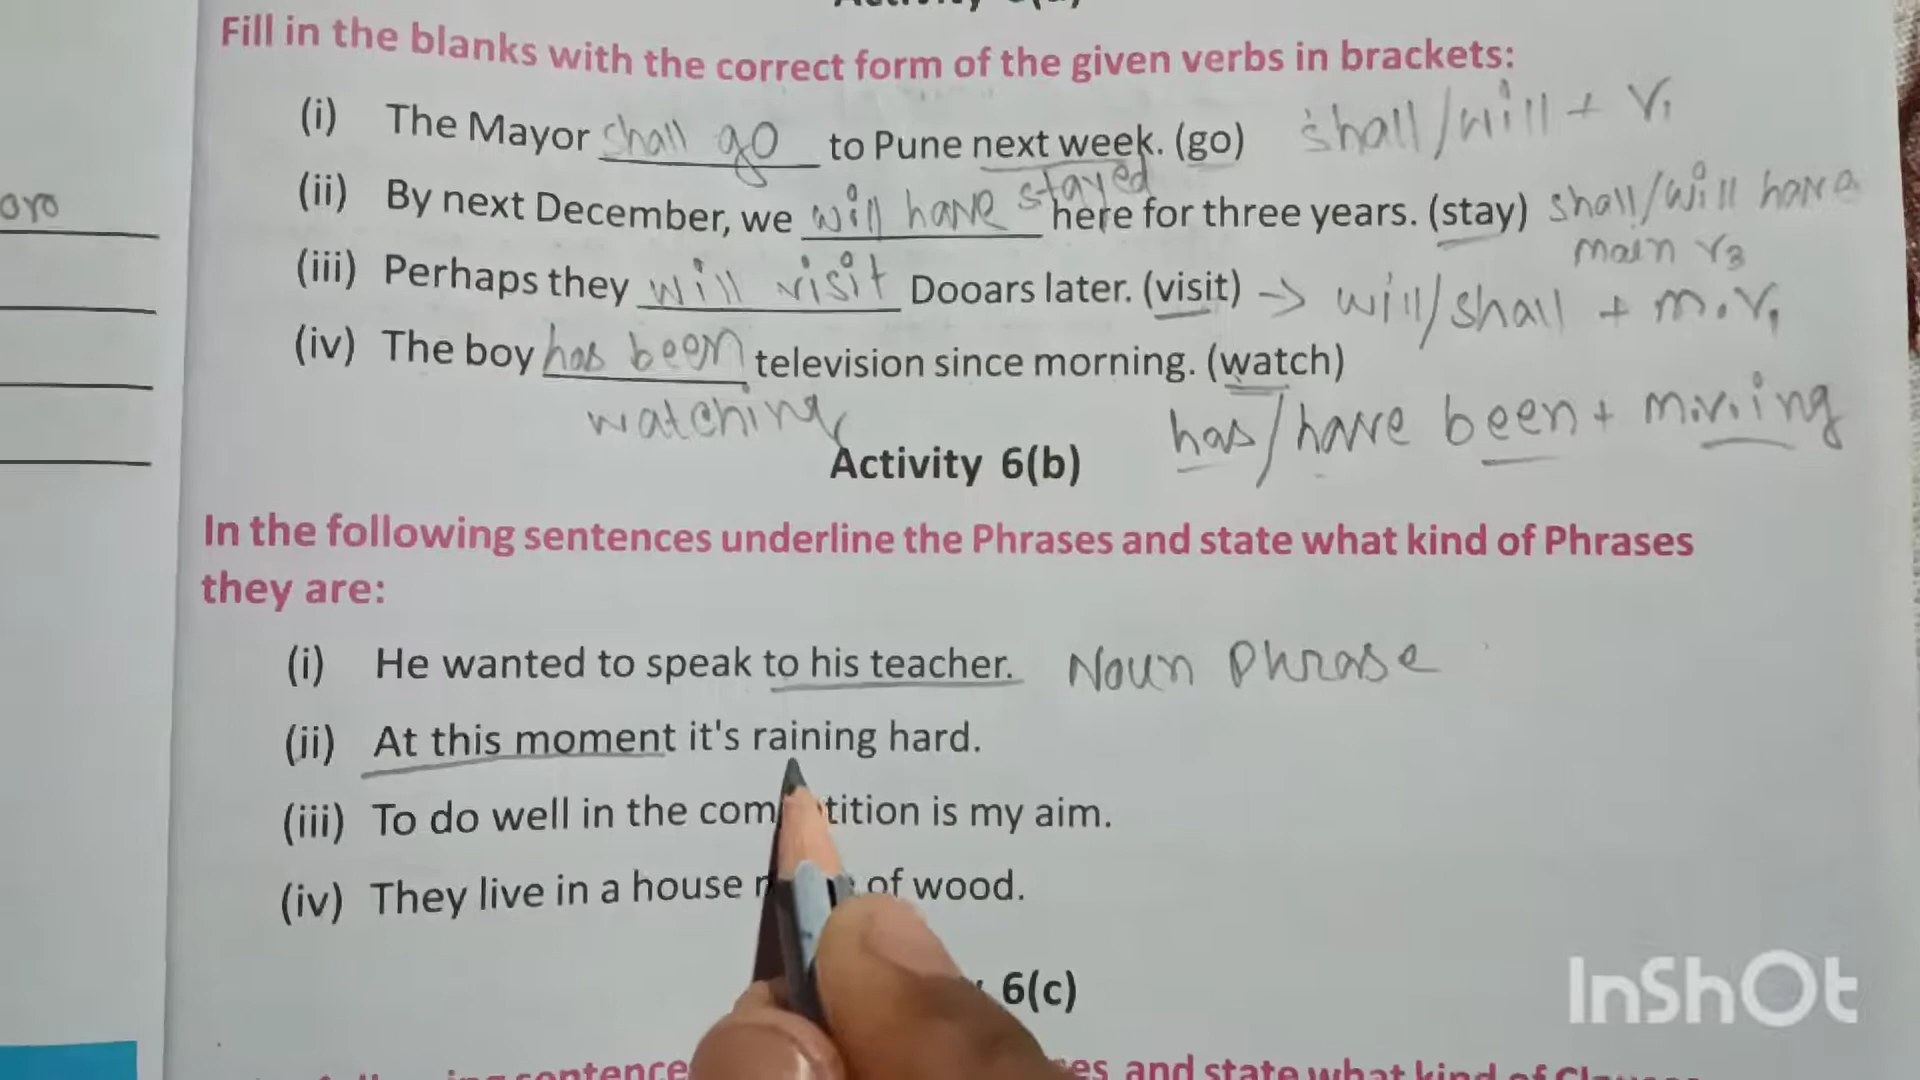 Fill in the blanks with the correct form of the given verbs in brackets:
(i) The Mayor shall go to Pune next week. (go) shall/will + V1
(ii) By next December, we will have stayed here for three years. (stay) shall/will have
main V3
(iii) Perhaps they will visit Dooars later. (visit) → will/shall + m.V1
(iv) The boy has been television since morning. (watch)
watching
has/have been + m.v.ing
Activity 6(b)
In the following sentences underline the Phrases and state what kind of Phrases
they are:
(i) He wanted to speak to his teacher. Noun Phrase
(ii) At this moment it's raining hard.
(iii) To do well in the competition is my aim.
(iv) They live in a house of wood.
6(c)
and state what kind of
InShOt